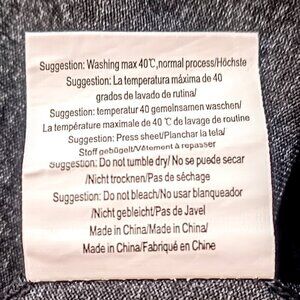 Suggestion: Washing max 40℃,normal process/Höchste
Suggestion: La temperatura máxima de 40
grados de lavado de rutina/
Suggestion: temperatur 40 gemeinsamen waschen/
La température maximale de 40 ℃ de lavage de routine
Suggestion: Press sheet/Planchar la tela/
Stoff gebügelt/Vêtement à repasser
Suggestion: Do not tumble dry/ No se puede secar
/Nicht trocknen/Pas de séchage
Suggestion: Do not bleach/No usar blanqueador
/Nicht gebleicht/Pas de Javel
Made in China/Made in China/
Made in China/Fabriqué en Chine